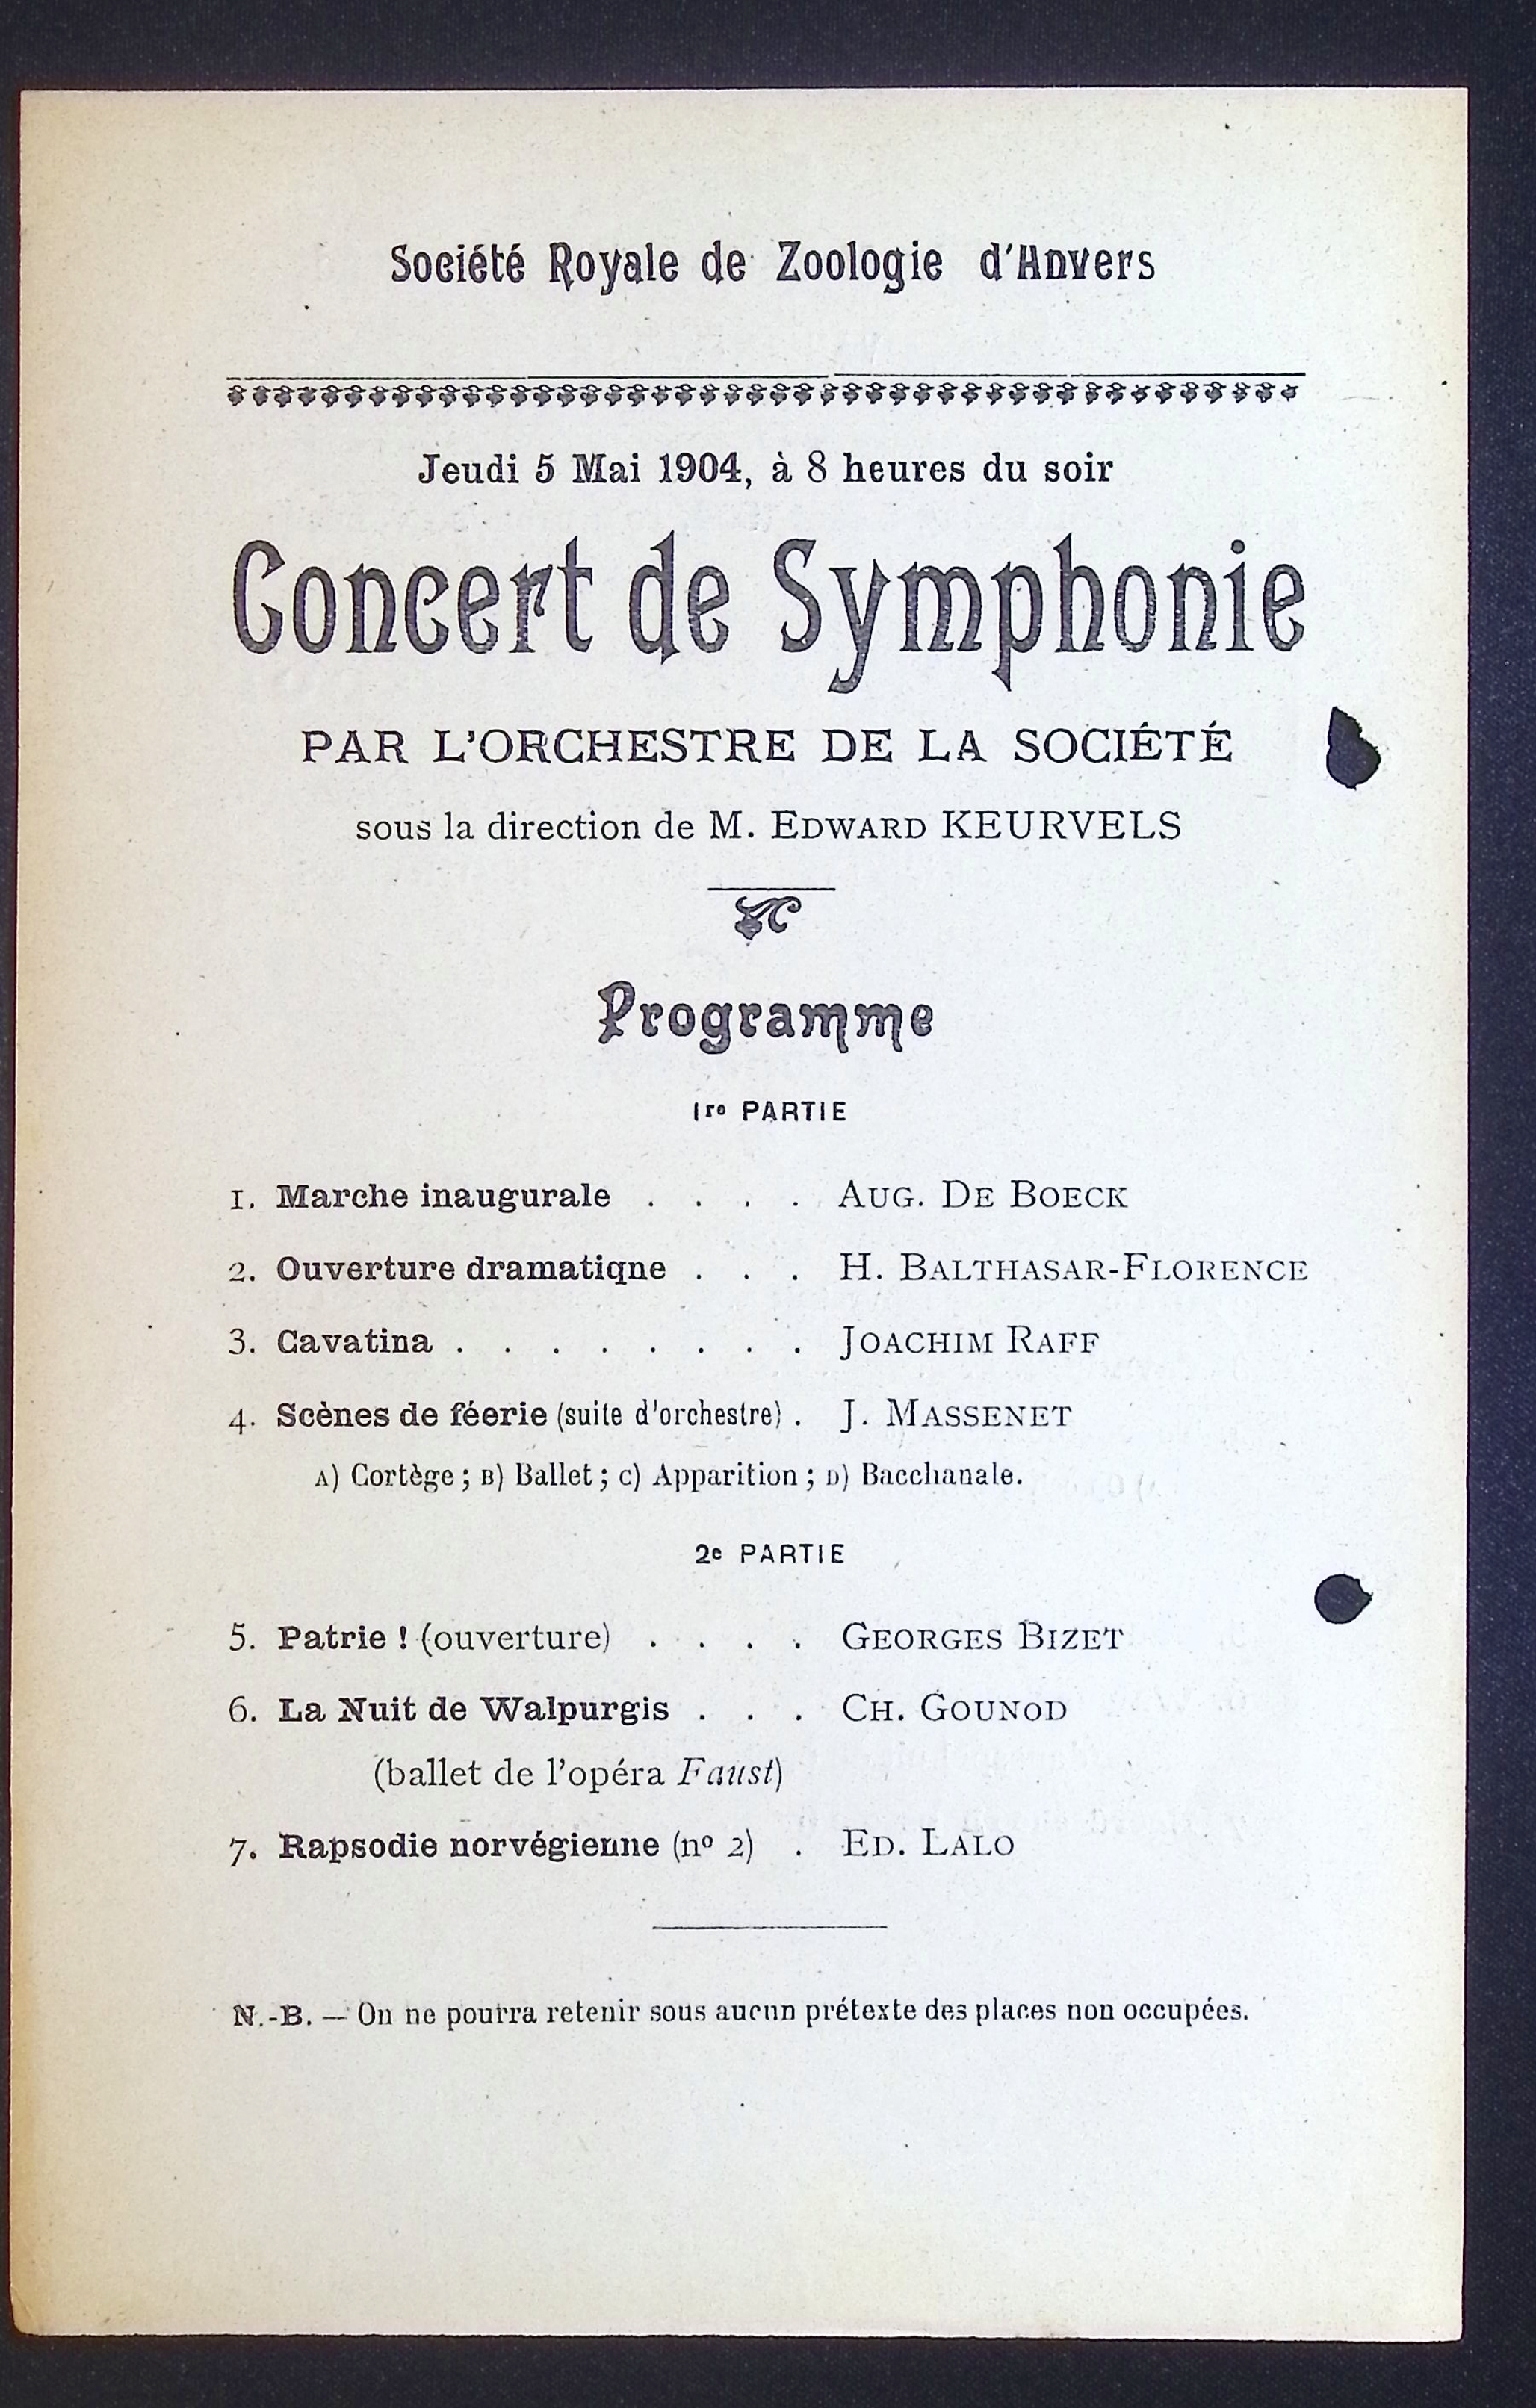 Société Royale de Zoologie d'Anvers
Jeudi 5 Mai 1904, à 8 heures du soir
Concert de Symphonie
PAR L'ORCHESTRE DE LA SOCIÉTÉ
sous la direction de M. EDWARD KEURVELS
Programme
1re PARTIE
1. Marche inaugurale . . . . AUG. DE BOECK
2. Ouverture dramatiqne . . . H. BALTHASAR-FLORENCE
3. Cavatina . . . . . . . . JOACHIM RAFF
4. Scènes de féerie (suite d'orchestre) . J. MASSENET
A) Cortège ; B) Ballet ; C) Apparition ; D) Bacchanale.
2e PARTIE
5. Patrie ! (ouverture) . . . . GEORGES BIZET
6. La Nuit de Walpurgis . . . CH. GOUNOD
(ballet de l'opéra Faust)
7. Rapsodie norvégienne (no 2) . ED. LALO
N.-B. — On ne pourra retenir sous aucun prétexte des places non occupées.